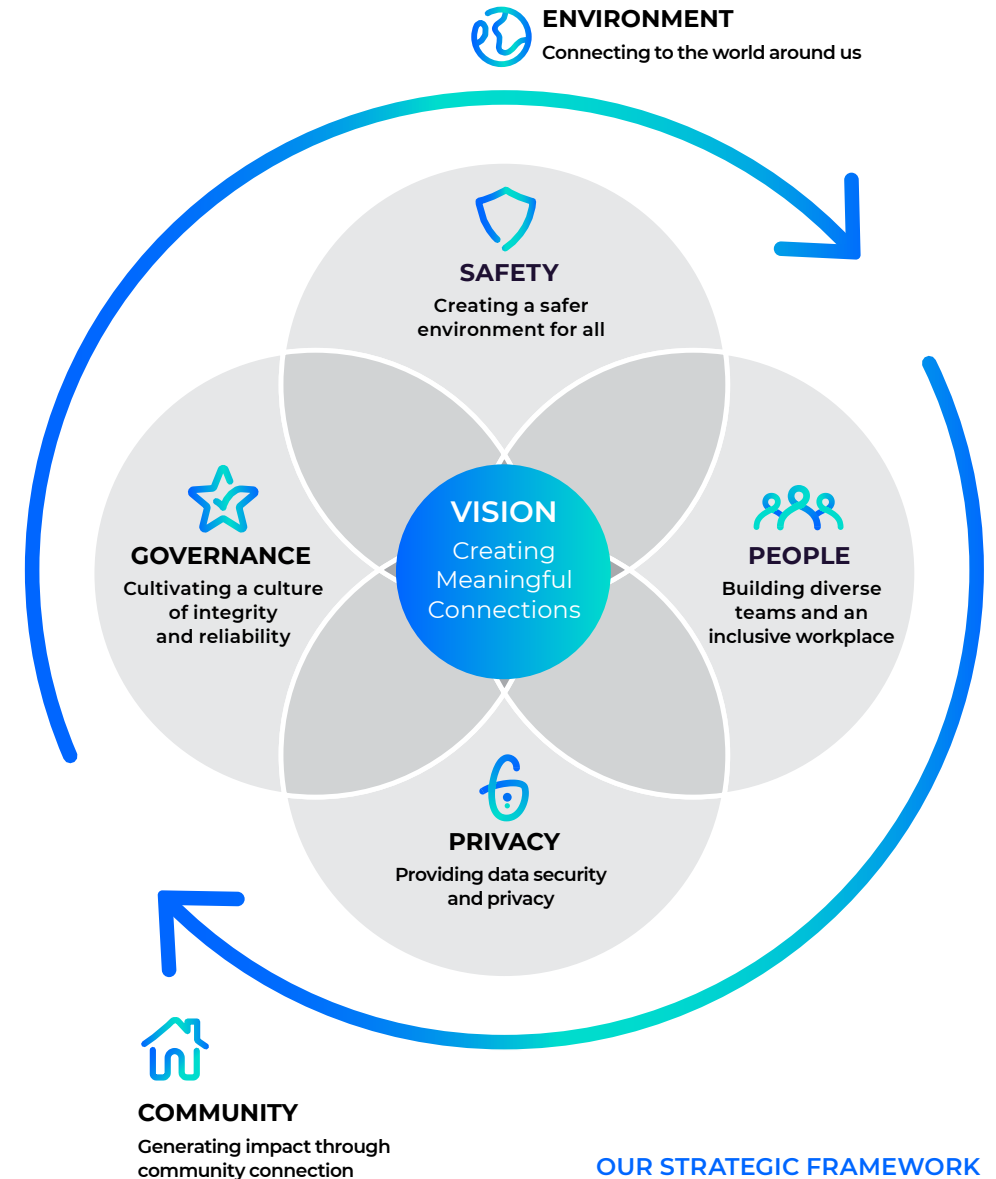 ENVIRONMENT
Connecting to the world around us
SAFETY
Creating a safer
environment for all
GOVERNANCE
Cultivating a culture
of integrity
and reliability
VISION
Creating
Meaningful
Connections
PEOPLE
Building diverse
teams and an
inclusive workplace
PRIVACY
Providing data security
and privacy
COMMUNITY
Generating impact through
community connection
OUR STRATEGIC FRAMEWORK